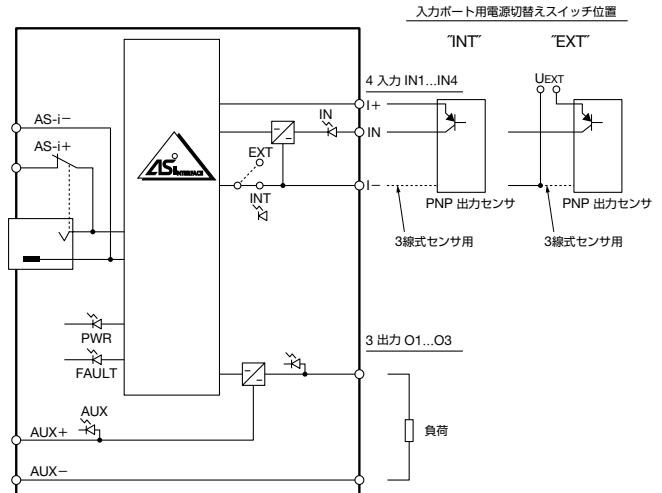 入力ポート用電源切替えスイッチ位置
"INT"
"EXT"
4 入力 IN1...IN4
UEXT
AS-i−
I+
IN
IN
AS-i+
EXT
ASI INTERFACE
INT
I−
PNP 出力センサ
PNP 出力センサ
3線式センサ用
3線式センサ用
PWR
3 出力 O1...O3
FAULT
AUX
負荷
AUX+
AUX−